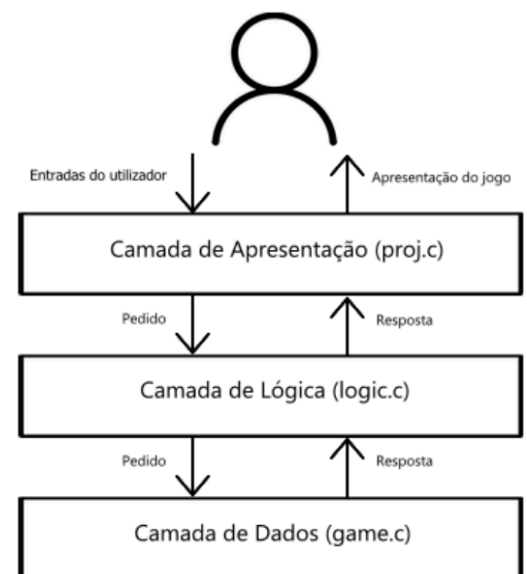 Entradas do utilizador
Apresentação do jogo
Camada de Apresentação (proj.c)
Pedido
Resposta
Camada de Lógica (logic.c)
Pedido
Resposta
Camada de Dados (game.c)